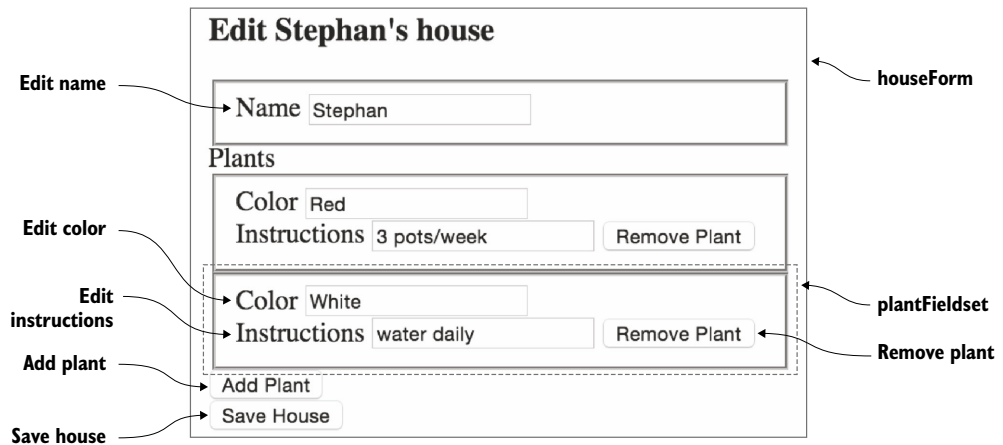 Edit Stephan's house
houseForm
Edit name
Name Stephan
Plants
Color Red
Edit color
Instructions 3 pots/week Remove Plant
Color White
plantFieldset
Edit
instructions
Instructions water daily Remove Plant
Remove plant
Add plant
Add Plant
Save House
Save house